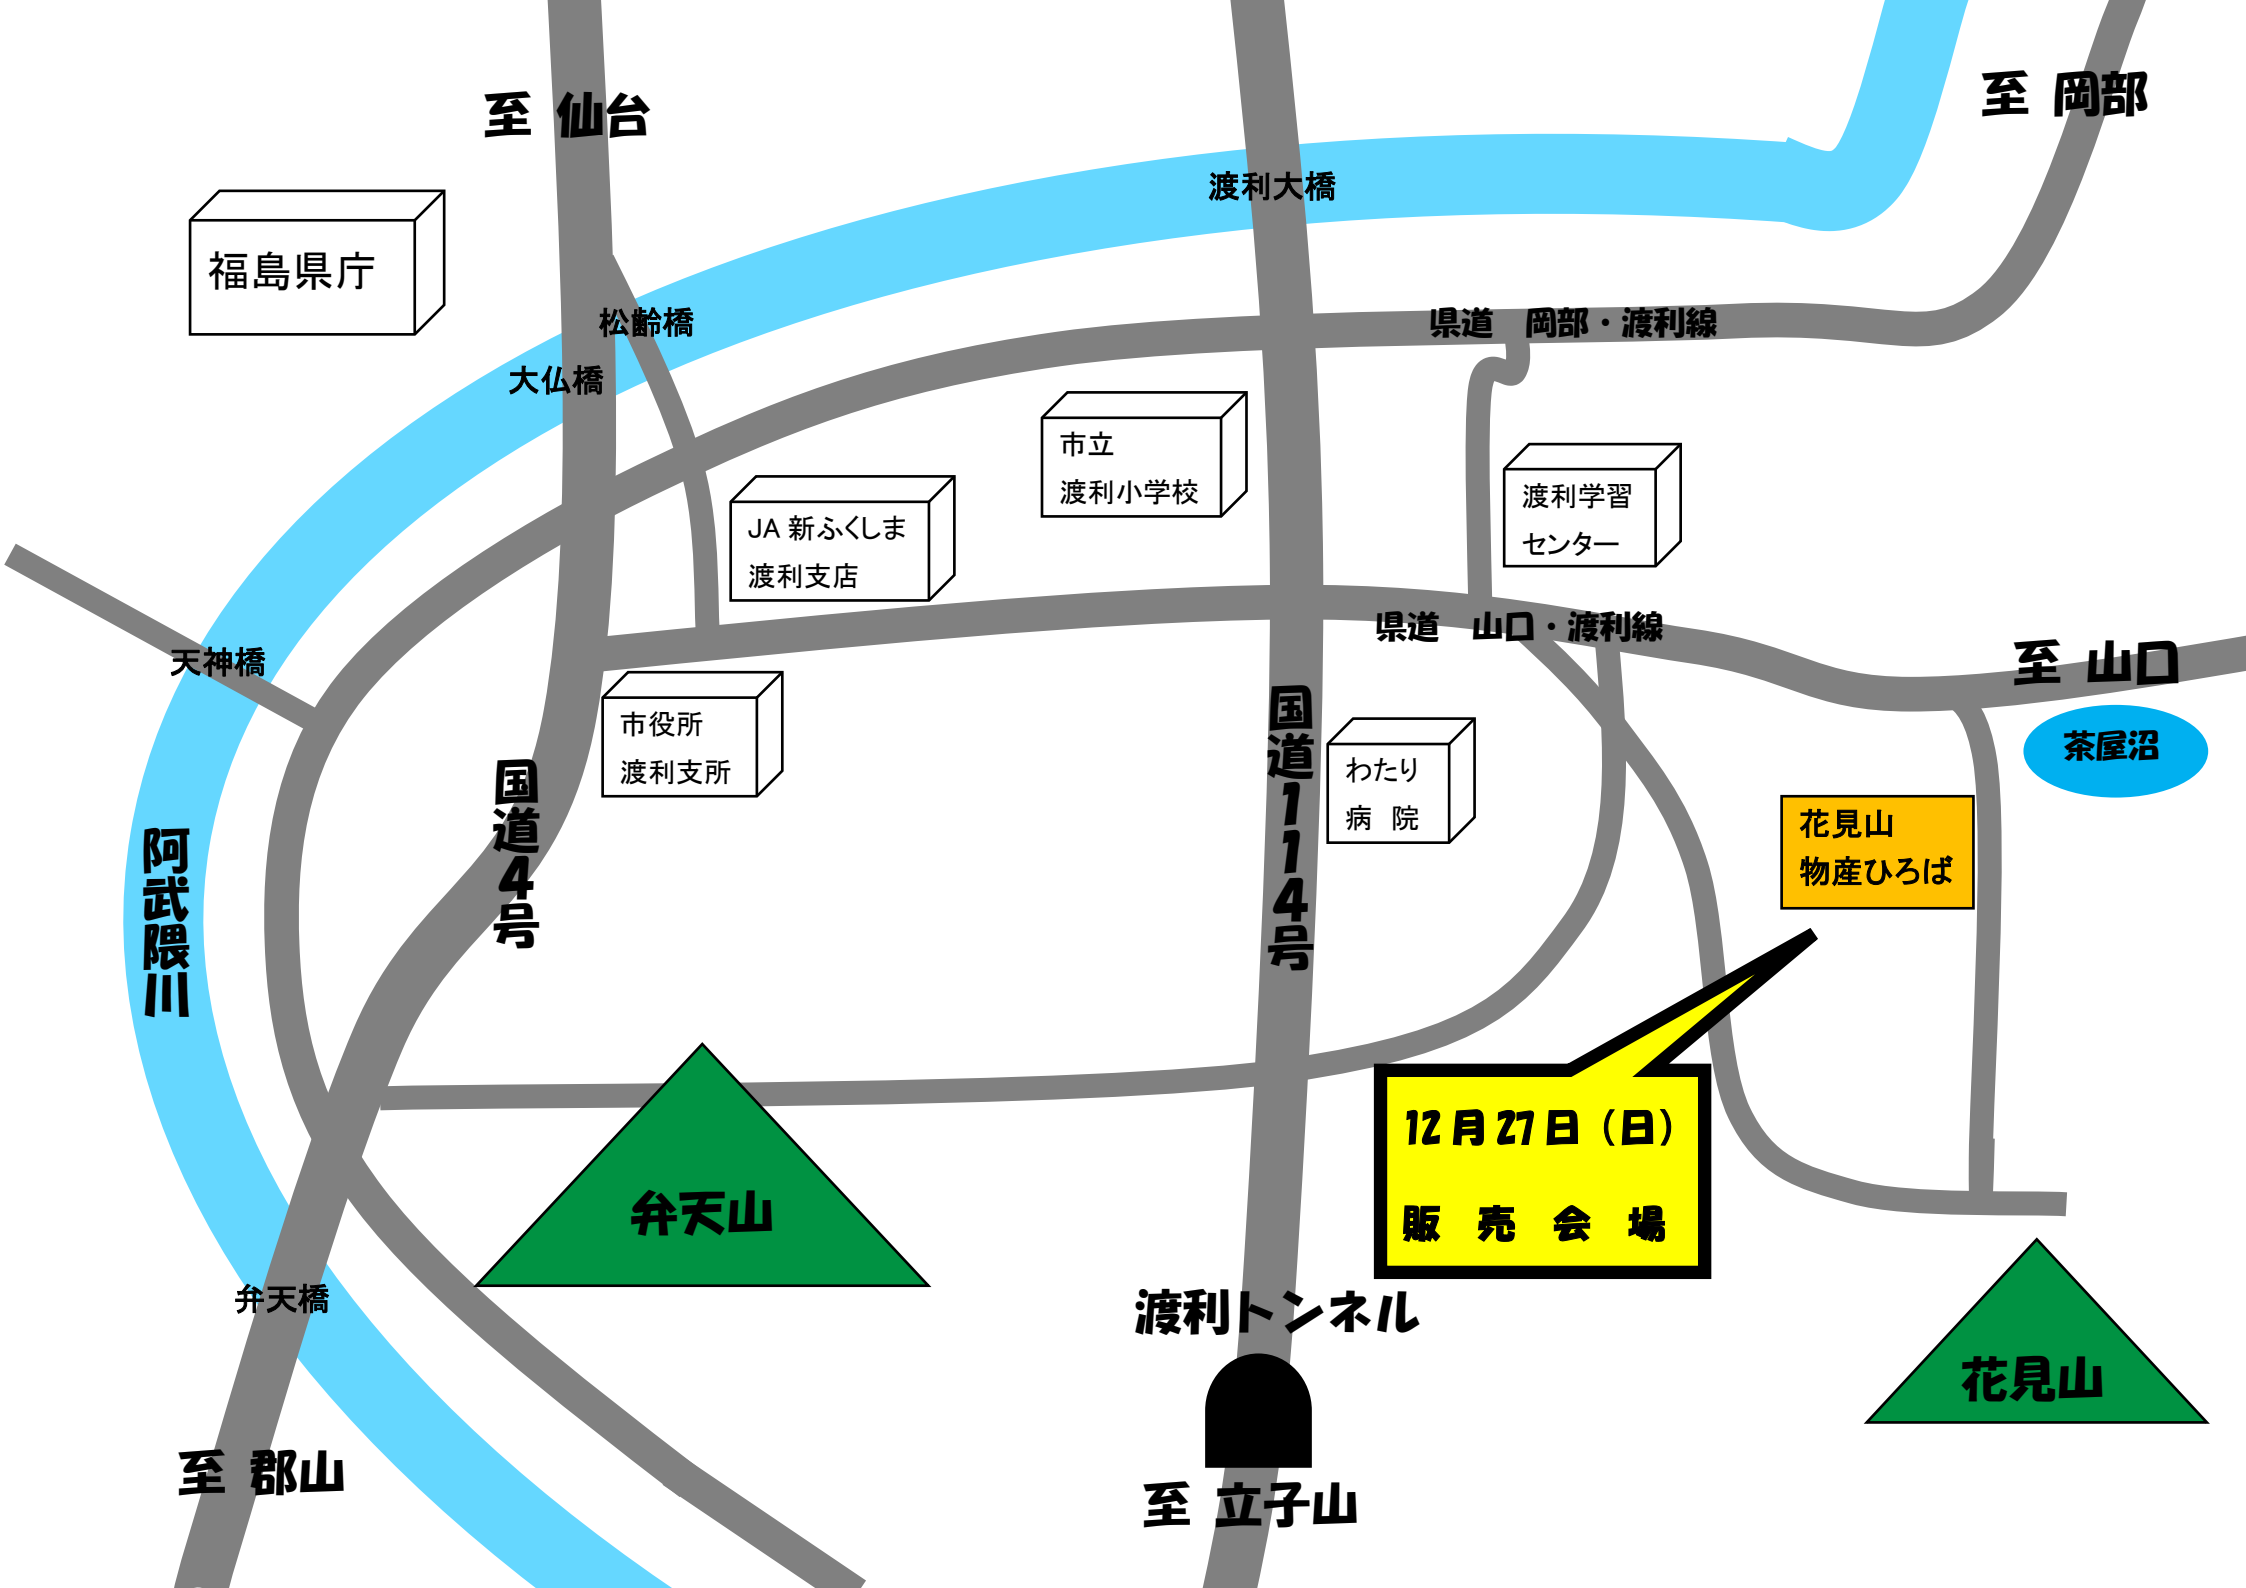 至 仙台
至 岡部
渡利大橋
福島県庁
松齢橋
県道 岡部・渡利線
大仏橋
市立
渡利小学校
渡利学習
センター
JA 新ふくしま
渡利支店
天神橋
県道 山口・渡利線
至 山口
市役所
渡利支所
国道4号
国道114号
わたり
病 院
茶屋沼
花見山
物産ひろば
阿武隈川
12月27日（日）
販 売 会 場
弁天山
弁天橋
渡利トンネル
花見山
至 郡山
至 立子山